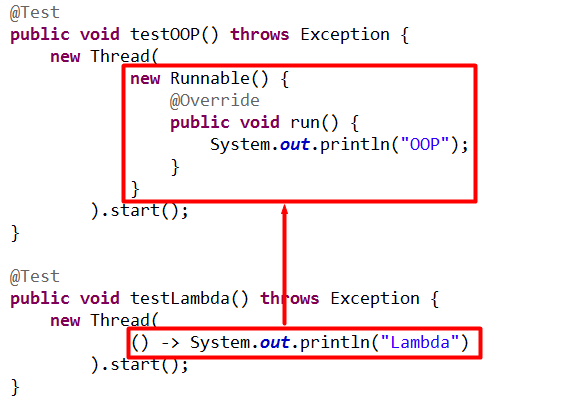 @Test
public void testOOP() throws Exception {
    new Thread(
            new Runnable() {
                @Override
                public void run() {
                    System.out.println("OOP");
                }
            }
        ).start();
}
@Test
public void testLambda() throws Exception {
    new Thread(
            () -> System.out.println("Lambda")
        ).start();
}